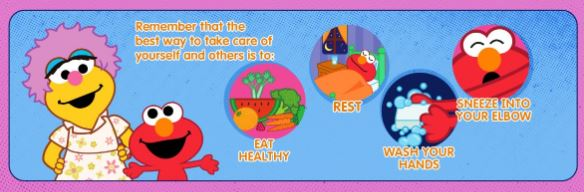 Remember that the
best way to take care of
yourself and others is to:
EAT
HEALTHY
REST
WASH YOUR
HANDS
SNEEZE INTO
YOUR ELBOW